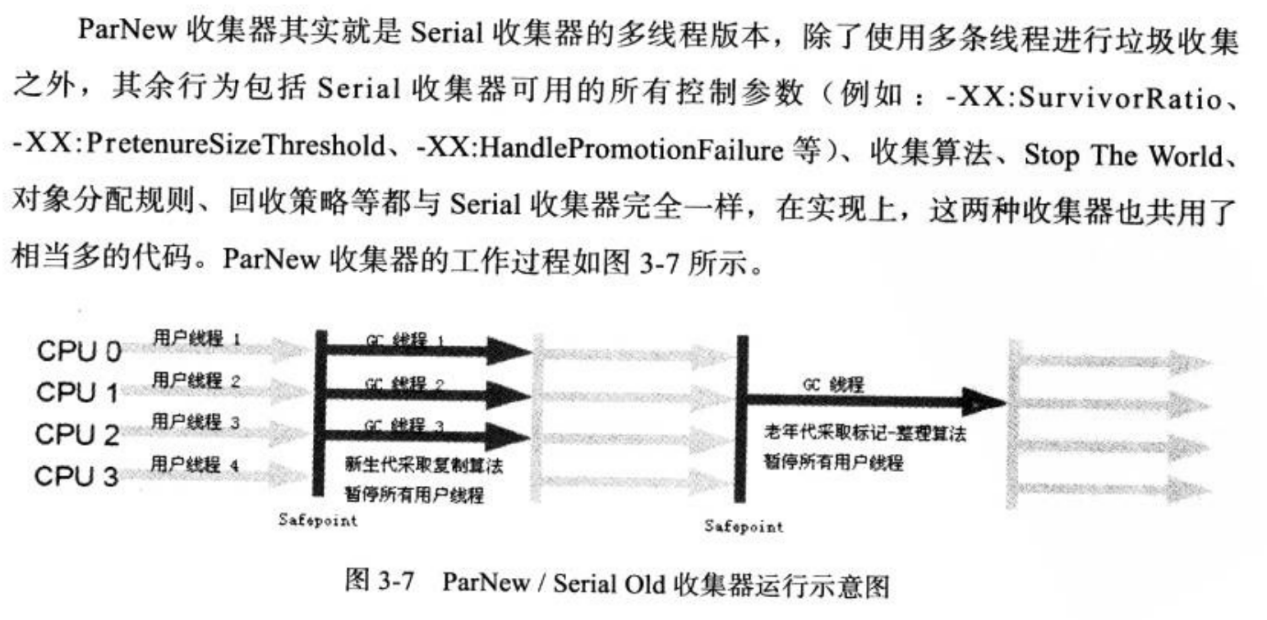 ParNew 收集器其实就是 Serial 收集器的多线程版本，除了使用多条线程进行垃圾收集
之外，其余行为包括 Serial 收集器可用的所有控制参数（例如：-XX:SurvivorRatio、
-XX:PretenureSizeThreshold、-XX:HandlePromotionFailure 等）、收集算法、Stop The World、
对象分配规则、回收策略等都与 Serial 收集器完全一样，在实现上，这两种收集器也共用了
相当多的代码。ParNew 收集器的工作过程如图 3-7 所示。
CPU 0
用户线程 1
GC 线程 1
CPU 1
用户线程 2
GC 线程 2
GC 线程
CPU 2
用户线程 3
GC 线程 3
老年代采取标记-整理算法
CPU 3
用户线程 4
新生代采取复制算法
暂停所有用户线程
暂停所有用户线程
Safepoint
Safepoint
图 3-7 ParNew / Serial Old 收集器运行示意图